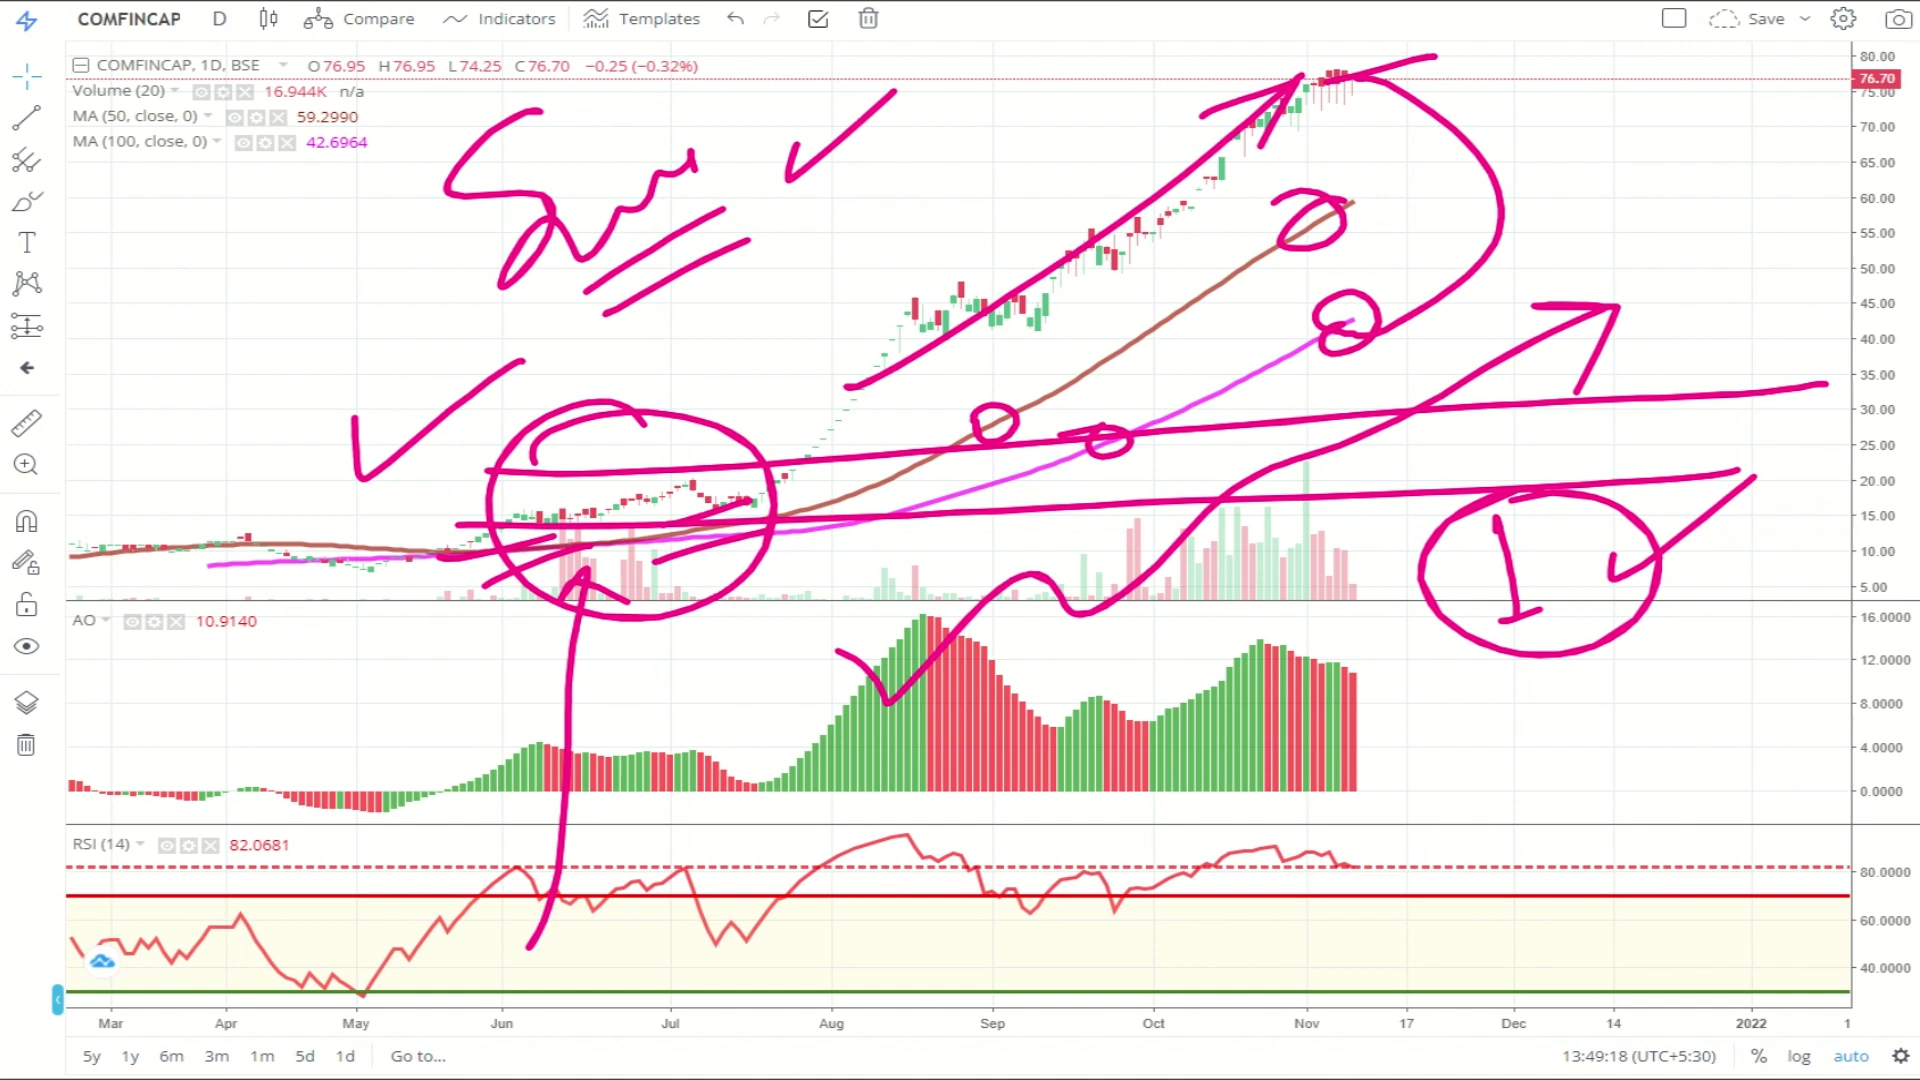 COMFINCAP D Compare Indicators Templates Save
COMFINCAP, 1D, BSE O76.95 H76.95 L74.25 C76.70 −0.25 (−0.32%)
Volume (20) 16.944K n/a
MA (50, close, 0) 59.2990
MA (100, close, 0) 42.6964
80.00
76.70
75.00
70.00
65.00
60.00
55.00
50.00
45.00
40.00
35.00
30.00
25.00
20.00
15.00
10.00
5.00
AO 10.9140
16.0000
12.0000
8.0000
4.0000
0.0000
RSI (14) 82.0681
80.0000
60.0000
40.0000
Mar Apr May Jun Jul Aug Sep Oct Nov 17 Dec 14 2022 1
5y 1y 6m 3m 1m 5d 1d Go to... 13:49:18 (UTC+5:30) % log auto